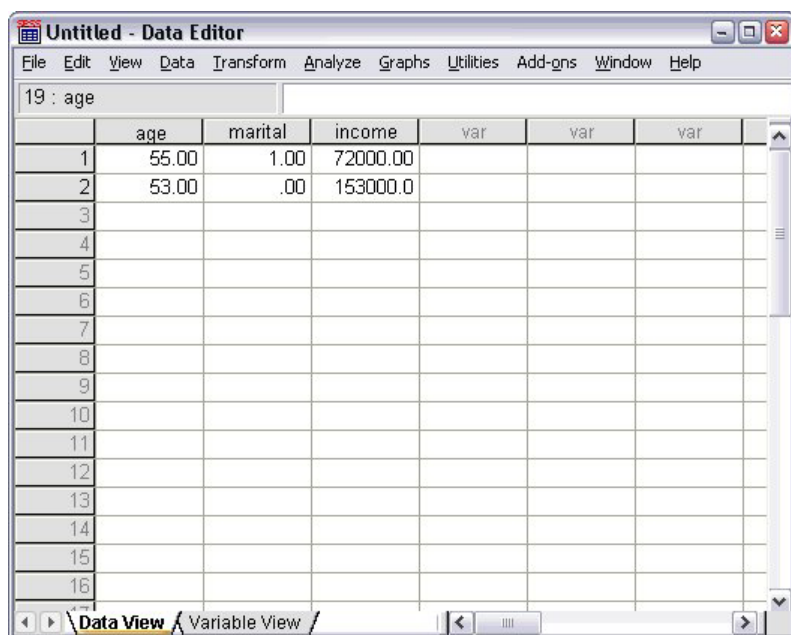 SPSS
Untitled - Data Editor
File Edit View Data Transform Analyze Graphs Utilities Add-ons Window Help
19 : age
age marital income var var var
1 55.00 1.00 72000.00
2 53.00 .00 153000.0
3
4
5
6
7
8
9
10
11
12
13
14
15
16
17
Data View Variable View